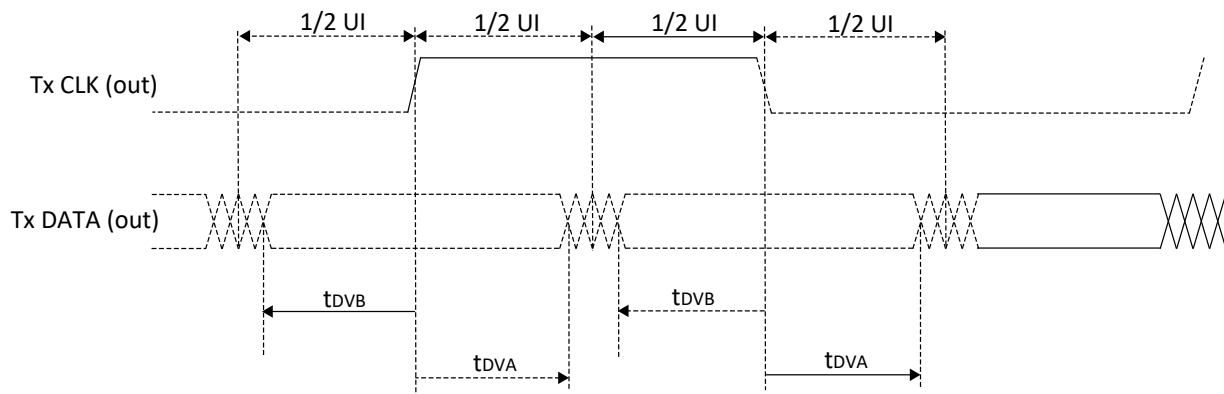 1/2 UI 1/2 UI 1/2 UI 1/2 UI
Tx CLK (out)
Tx DATA (out)
tDVB tDVB
tDVA tDVA